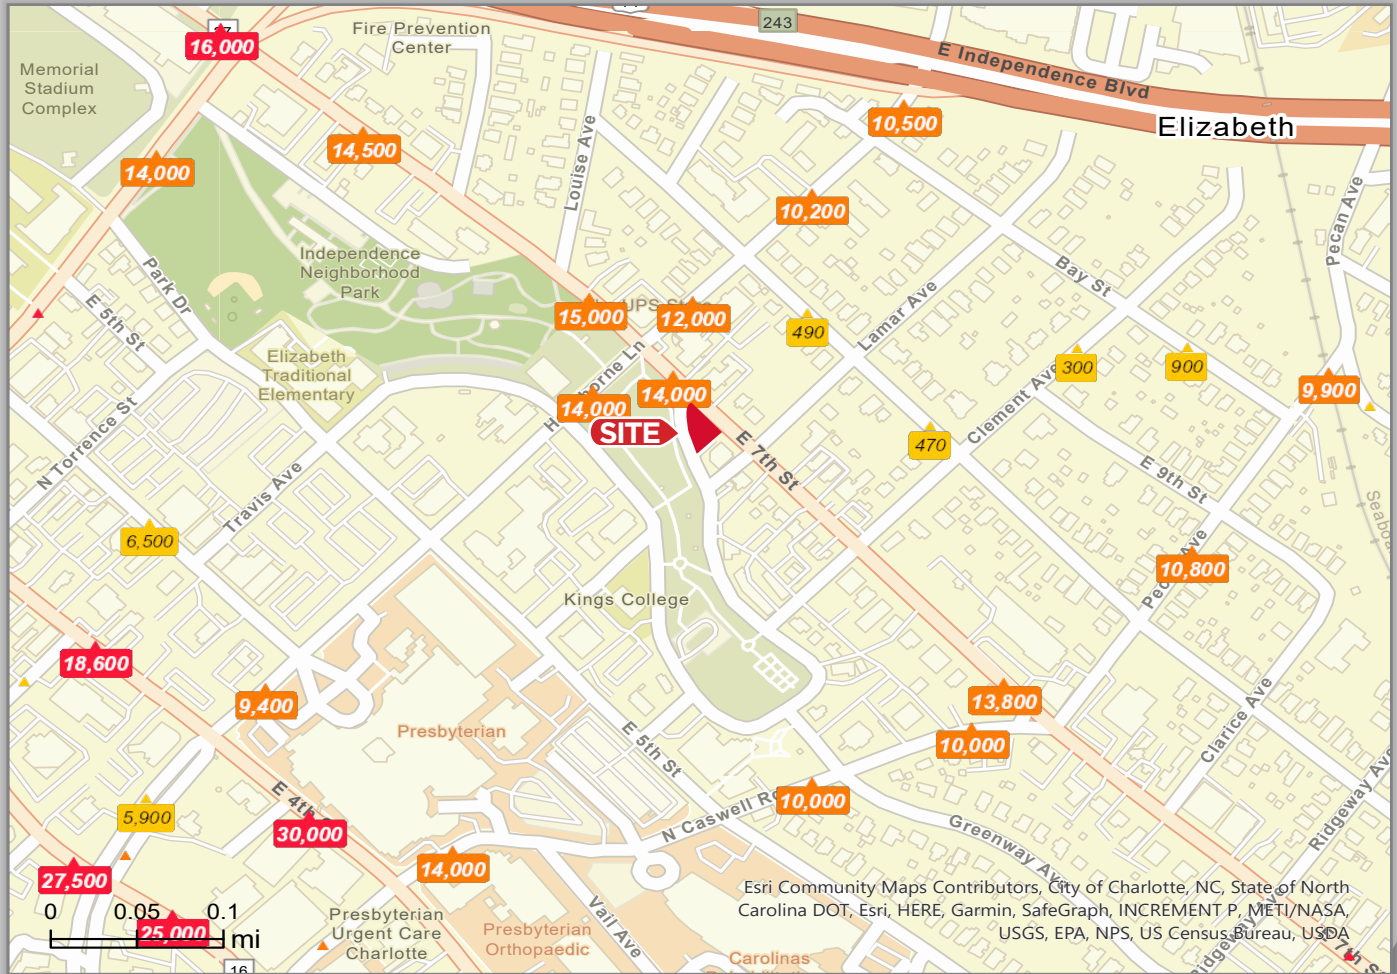 243
E Independence Blvd
Fire Prevention
Center
16,000
Memorial
Stadium
Complex
10,500
Elizabeth
14,500
14,000
Louise Ave
10,200
Pecan Ave
Independence
Neighborhood
Park
Park Dr
Bay St
E 5th St
UPS Store
15,000
12,000
490
Lamar Ave
Elizabeth
Traditional
Elementary
300
900
9,900
14,000
14,000
SITE
Clement Ave
470
N Torrence St
E 7th St
E 9th St
Travis Ave
6,500
10,800
Kings College
18,600
9,400
13,800
Presbyterian
E 5th St
10,000
Clarice Ave
E 4th
5,900
30,000
10,000
N Caswell Rd
Greenway Ave
Ridgeway Ave
14,000
27,500
Vail Ave
Esri Community Maps Contributors, City of Charlotte, NC, State of North
Carolina DOT, Esri, HERE, Garmin, SafeGraph, INCREMENT P, METI/NASA,
USGS, EPA, NPS, US Census Bureau, USDA
0 0.05 0.1
mi
25,000
Presbyterian
Urgent Care
Charlotte
Presbyterian
Orthopaedic
Carolinas
16